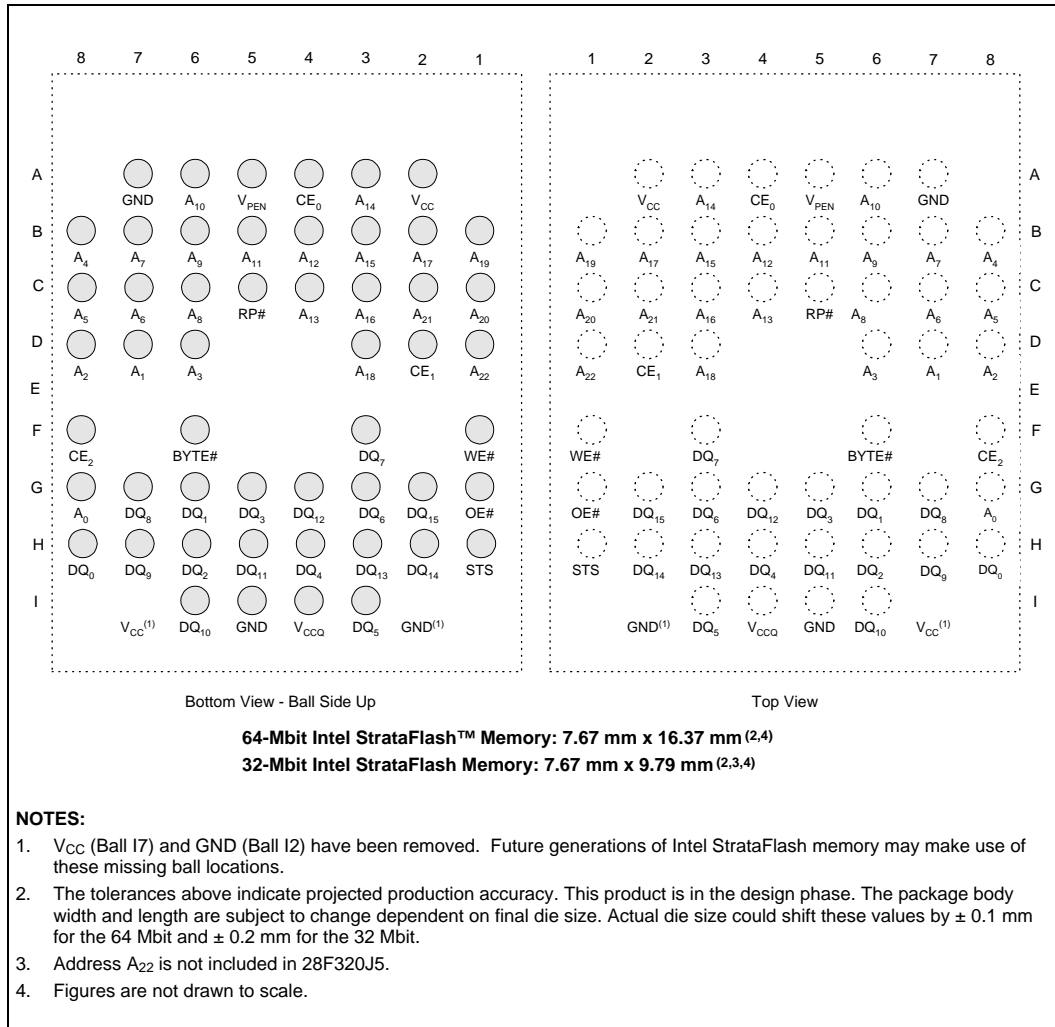 8 7 6 5 4 3 2 1 1 2 3 4 5 6 7 8
A A
GND A10 VPEN CE0 A14 VCC VCC A14 CE0 VPEN A10 GND
B B
A4 A7 A9 A11 A12 A15 A17 A19 A19 A17 A15 A12 A11 A9 A7 A4
C C
A5 A6 A8 RP# A13 A16 A21 A20 A20 A21 A16 A13 RP# A8 A6 A5
D D
A2 A1 A3 A18 CE1 A22 A22 CE1 A18 A3 A1 A2
E E
F F
CE2 BYTE# DQ7 WE# WE# DQ7 BYTE# CE2
G G
A0 DQ8 DQ1 DQ3 DQ12 DQ6 DQ15 OE# OE# DQ15 DQ6 DQ12 DQ3 DQ1 DQ8 A0
H H
DQ0 DQ9 DQ2 DQ11 DQ4 DQ13 DQ14 STS STS DQ14 DQ13 DQ4 DQ11 DQ2 DQ9 DQ0
I I
VCC(1) DQ10 GND VCCQ DQ5 GND(1) GND(1) DQ5 VCCQ GND DQ10 VCC(1)
Bottom View - Ball Side Up Top View
64-Mbit Intel StrataFlash™ Memory: 7.67 mm x 16.37 mm (2,4)
32-Mbit Intel StrataFlash Memory: 7.67 mm x 9.79 mm (2,3,4)
NOTES:
1. VCC (Ball I7) and GND (Ball I2) have been removed. Future generations of Intel StrataFlash memory may make use of
these missing ball locations.
2. The tolerances above indicate projected production accuracy. This product is in the design phase. The package body
width and length are subject to change dependent on final die size. Actual die size could shift these values by ± 0.1 mm
for the 64 Mbit and ± 0.2 mm for the 32 Mbit.
3. Address A22 is not included in 28F320J5.
4. Figures are not drawn to scale.